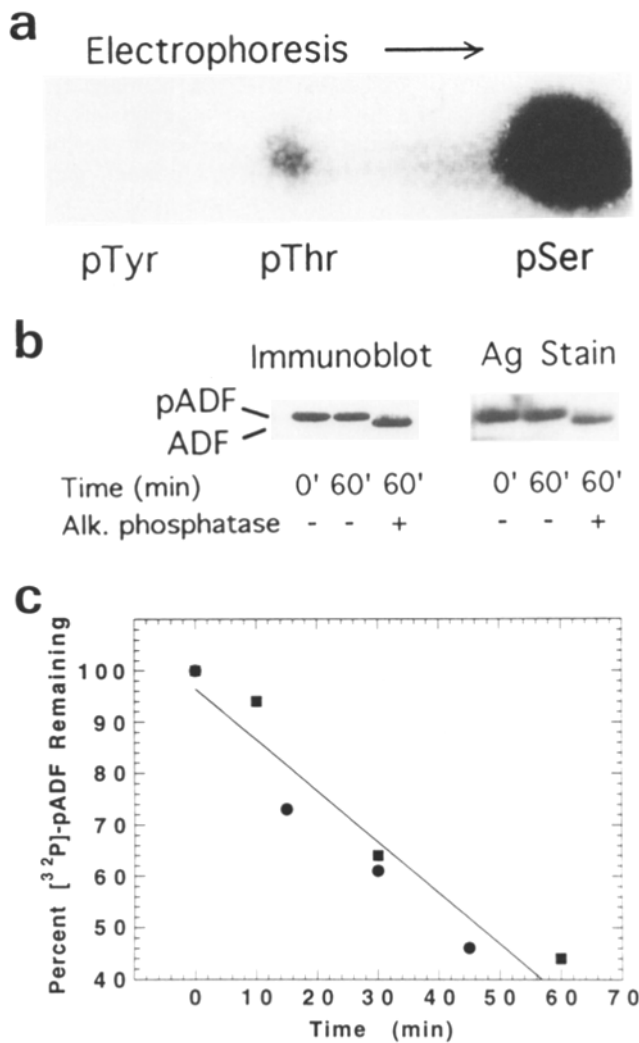 a
Electrophoresis
pTyr pThr pSer
b
Immunoblot Ag Stain
pADF
ADF
Time (min) 0' 60' 60' 0' 60' 60'
Alk. phosphatase - - + - - +
c
Percent [³²P]-pADF Remaining
100
90
80
70
60
50
40
0 10 20 30 40 50 60 70
Time (min)